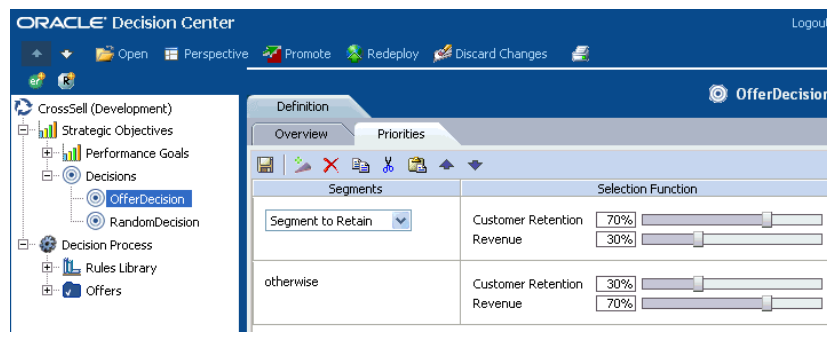 ORACLE Decision Center
Logout
Open Perspective Promote Redeploy Discard Changes
CrossSell (Development)
Strategic Objectives
Performance Goals
Decisions
OfferDecision
RandomDecision
Decision Process
Rules Library
Offers
OfferDecision
Definition
Overview Priorities
Segments Selection Function
Segment to Retain
Customer Retention 70%
Revenue 30%
otherwise
Customer Retention 30%
Revenue 70%